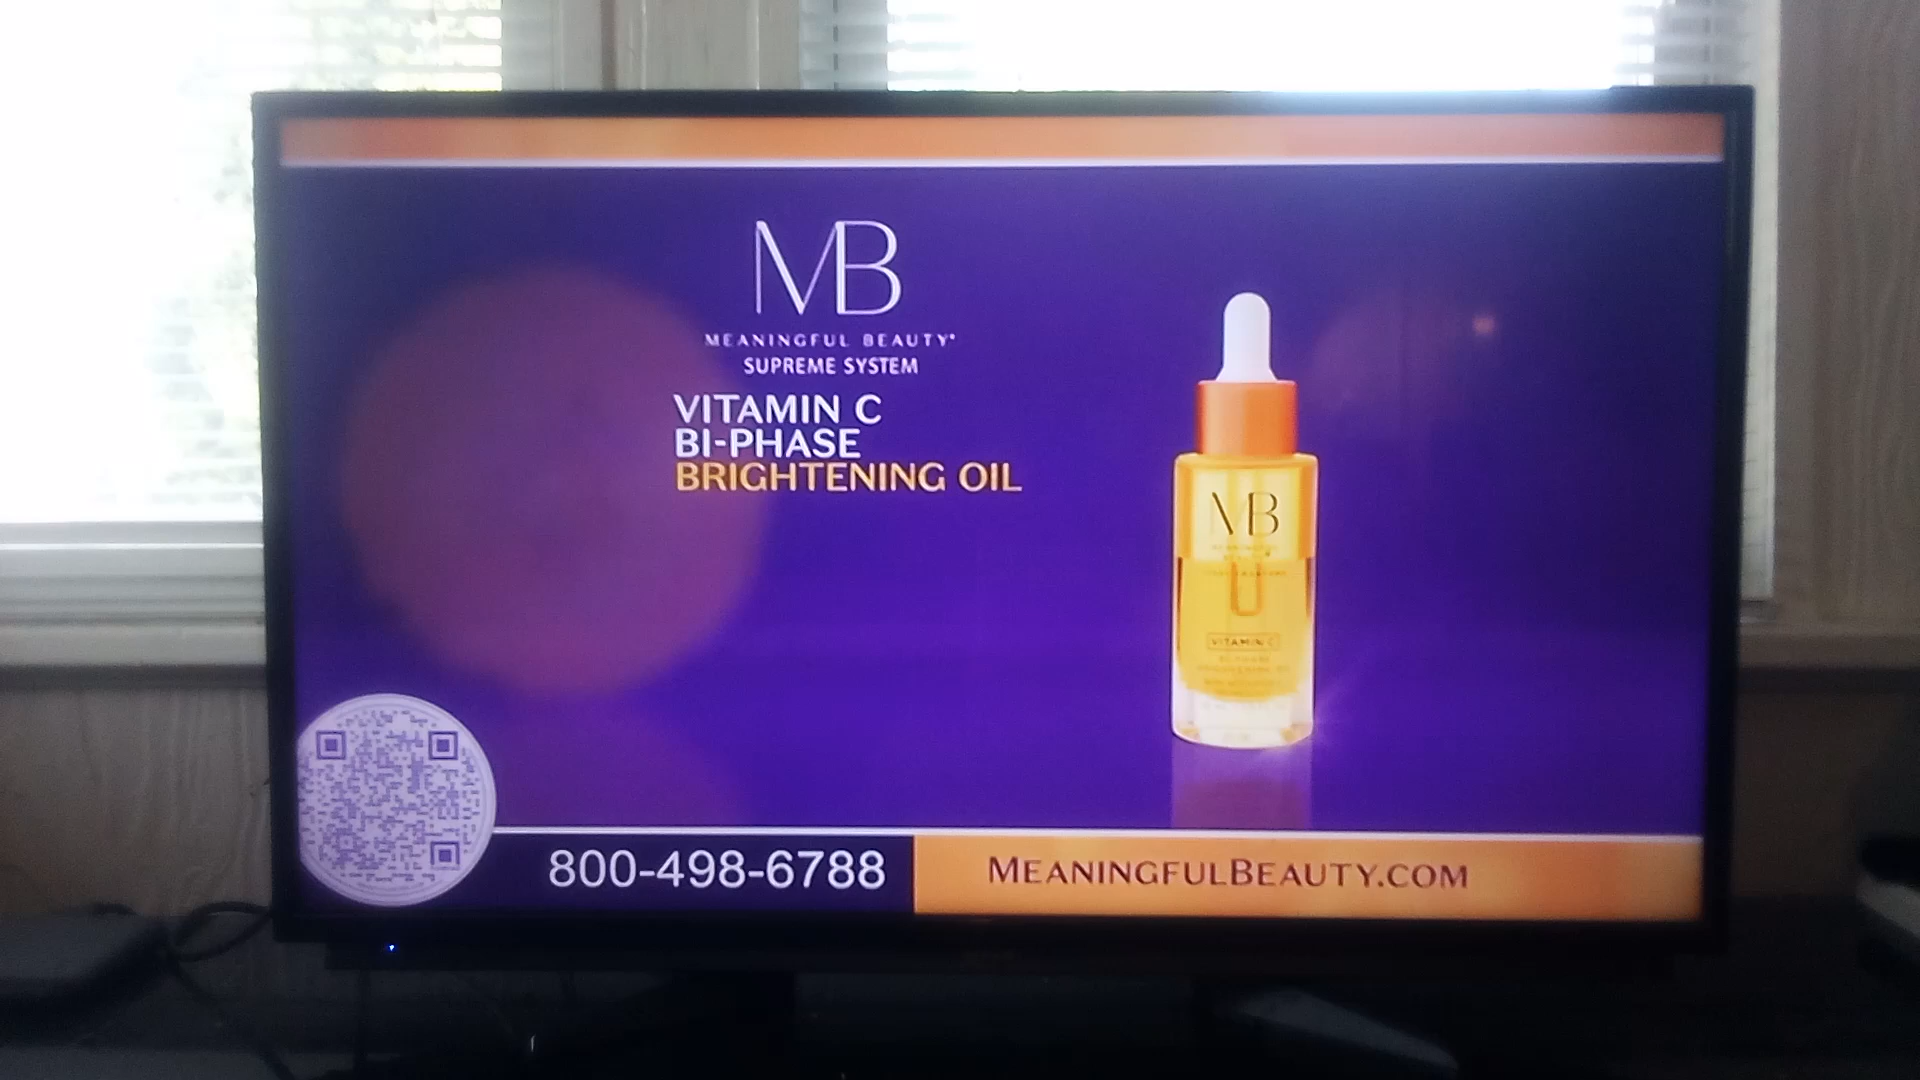 MB
MEANINGFUL BEAUTY®
SUPREME SYSTEM
VITAMIN C
BI-PHASE
BRIGHTENING OIL
MB
VITAMIN C
800-498-6788
MEANINGFULBEAUTY.COM